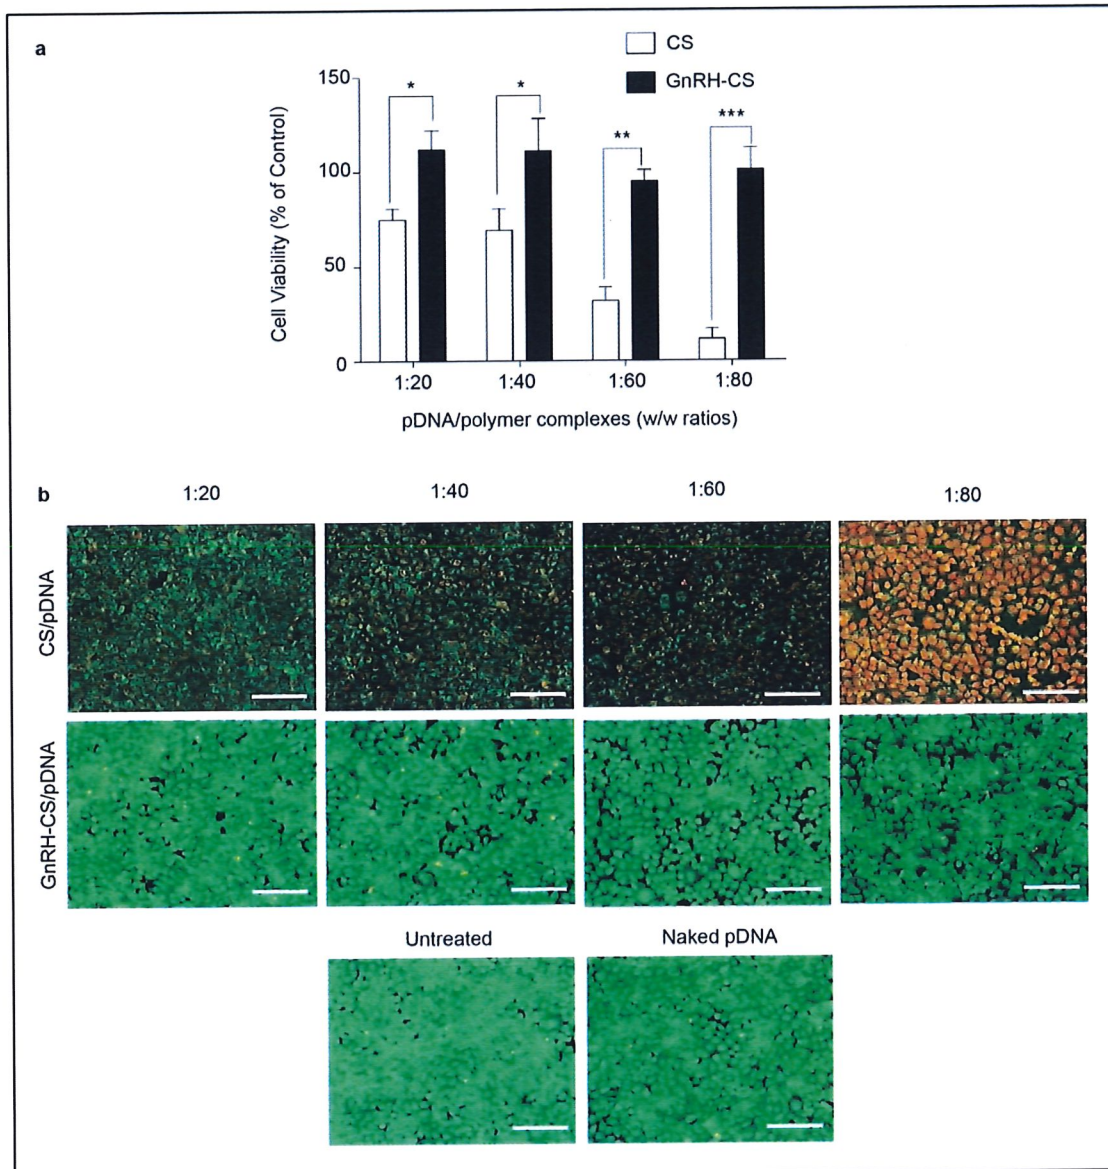 a
CS
GnRH-CS
150
100
50
0
Cell Viability (% of Control)
*
*
**
***
1:20 1:40 1:60 1:80
pDNA/polymer complexes (w/w ratios)
b
1:20 1:40 1:60 1:80
CS/pDNA
GnRH-CS/pDNA
Untreated Naked pDNA